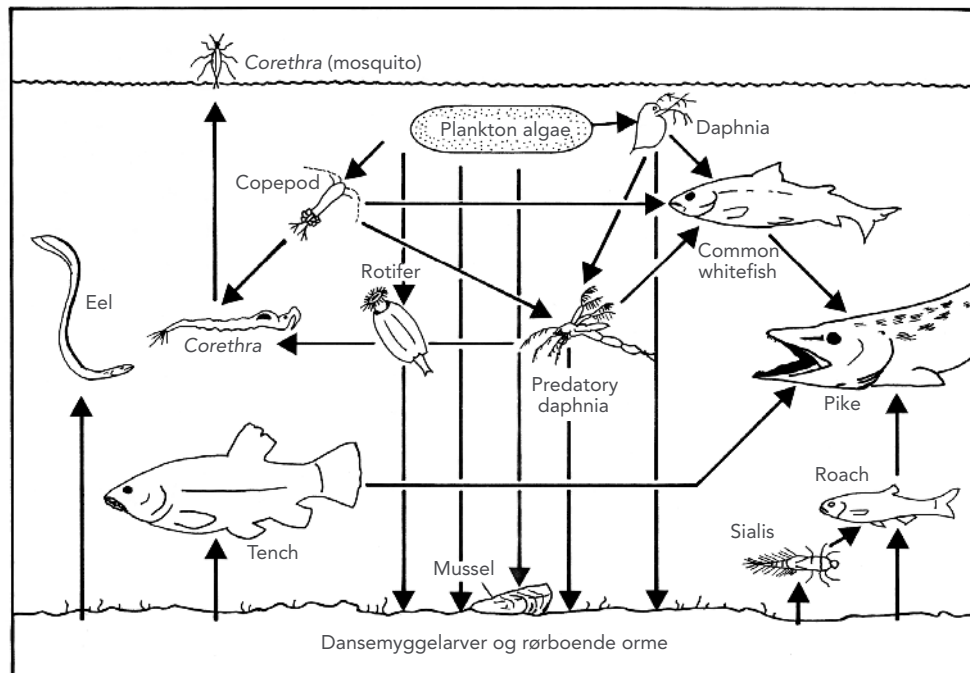 Corethra (mosquito)
Plankton algae
Daphnia
Copepod
Common
whitefish
Rotifer
Eel
Corethra
Predatory
daphnia
Pike
Roach
Sialis
Tench
Mussel
Dansemyggelarver og rørboende orme